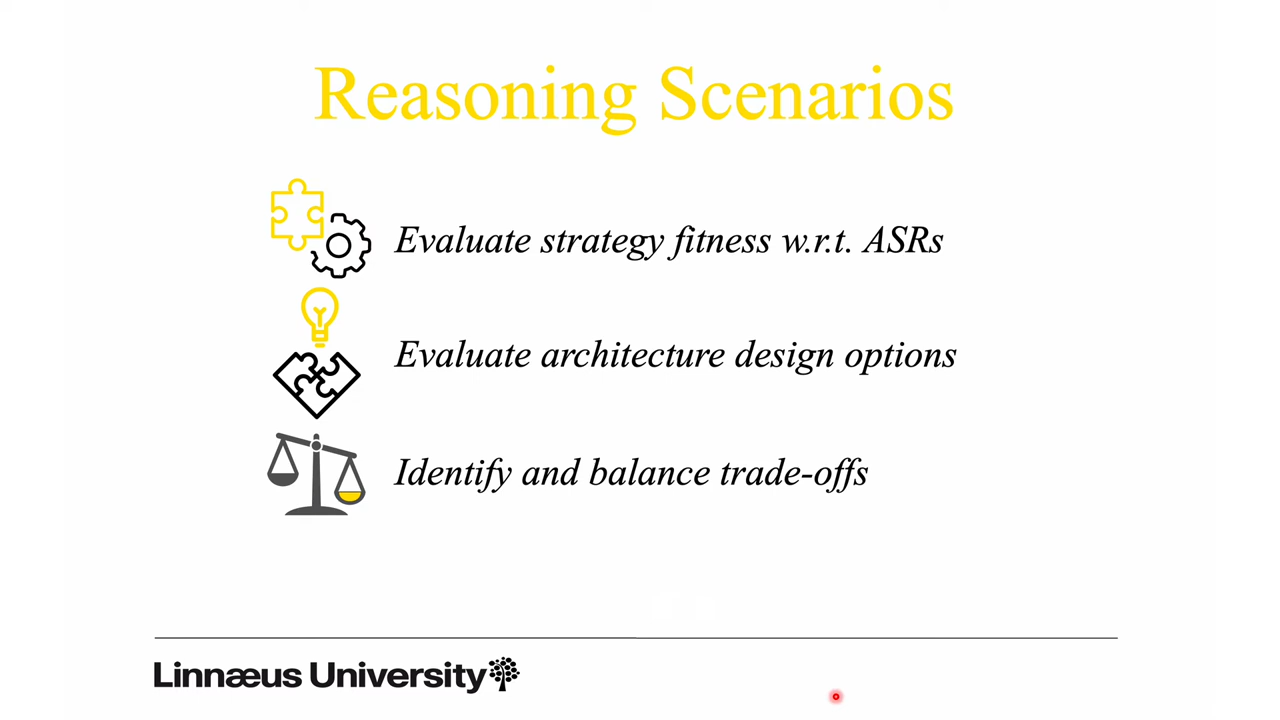 Reasoning Scenarios
Evaluate strategy fitness w.r.t. ASRs
Evaluate architecture design options
Identify and balance trade-offs
Linnæus University